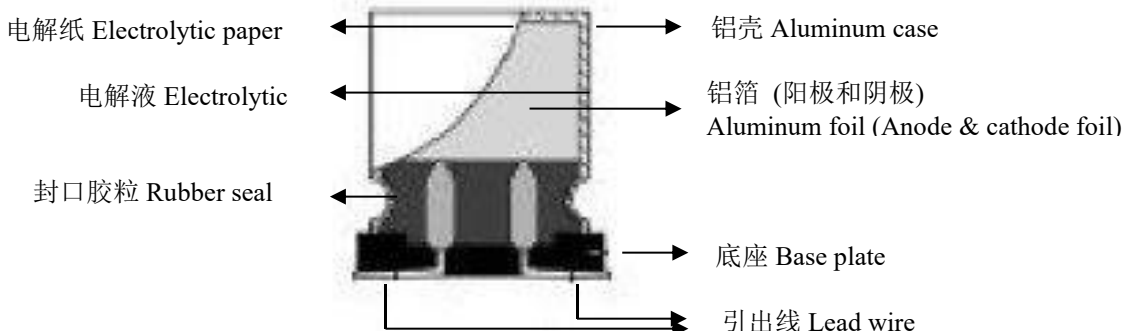 电解纸 Electrolytic paper
铝壳 Aluminum case
电解液 Electrolytic
铝箔 (阳极和阴极)
Aluminum foil (Anode & cathode foil)
封口胶粒 Rubber seal
底座 Base plate
引出线 Lead wire